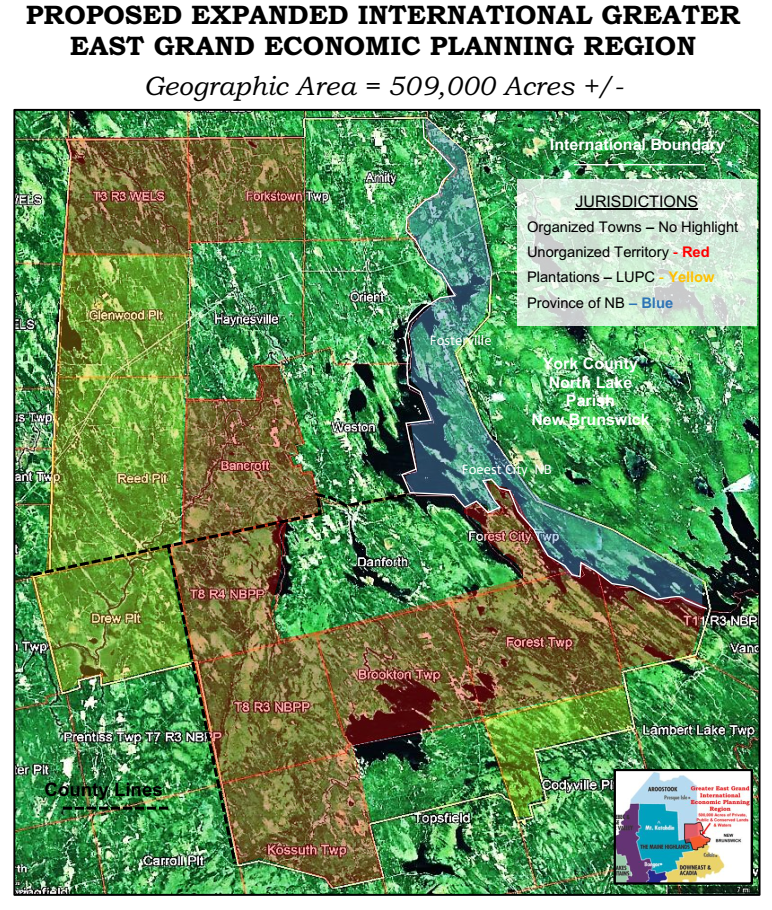 PROPOSED EXPANDED INTERNATIONAL GREATER
EAST GRAND ECONOMIC PLANNING REGION
Geographic Area = 509,000 Acres +/-
International Boundary
JURISDICTIONS
Organized Towns – No Highlight
Unorganized Territory - Red
Plantations – LUPC - Yellow
Province of NB – Blue
T3 R3 WELS
Forkstown Twp
Amity
Glenwood Plt
Haynesville
Orient
Fosterville
York County
North Lake
Parish
New Brunswick
Weston
Reed Plt
Bancroft
Danforth
Forest City Twp
T8 R4 NBPP
Drew Plt
T11 R3 NBP
Forest Twp
Brookton Twp
T8 R3 NBPP
Prentiss Twp T7 R3 NBPP
Lambert Lake Twp
County Lines
Codyville Pl
Topsfield
Kossuth Twp
Carroll Plt
AROOSTOOK
Presque Isle
Greater East Grand
International
Economic Planning
Region
Mt. Katahdin
THE MAINE HIGHLANDS
NEW
BRUNSWICK
Bangor
DOWNEAST &
ACADIA